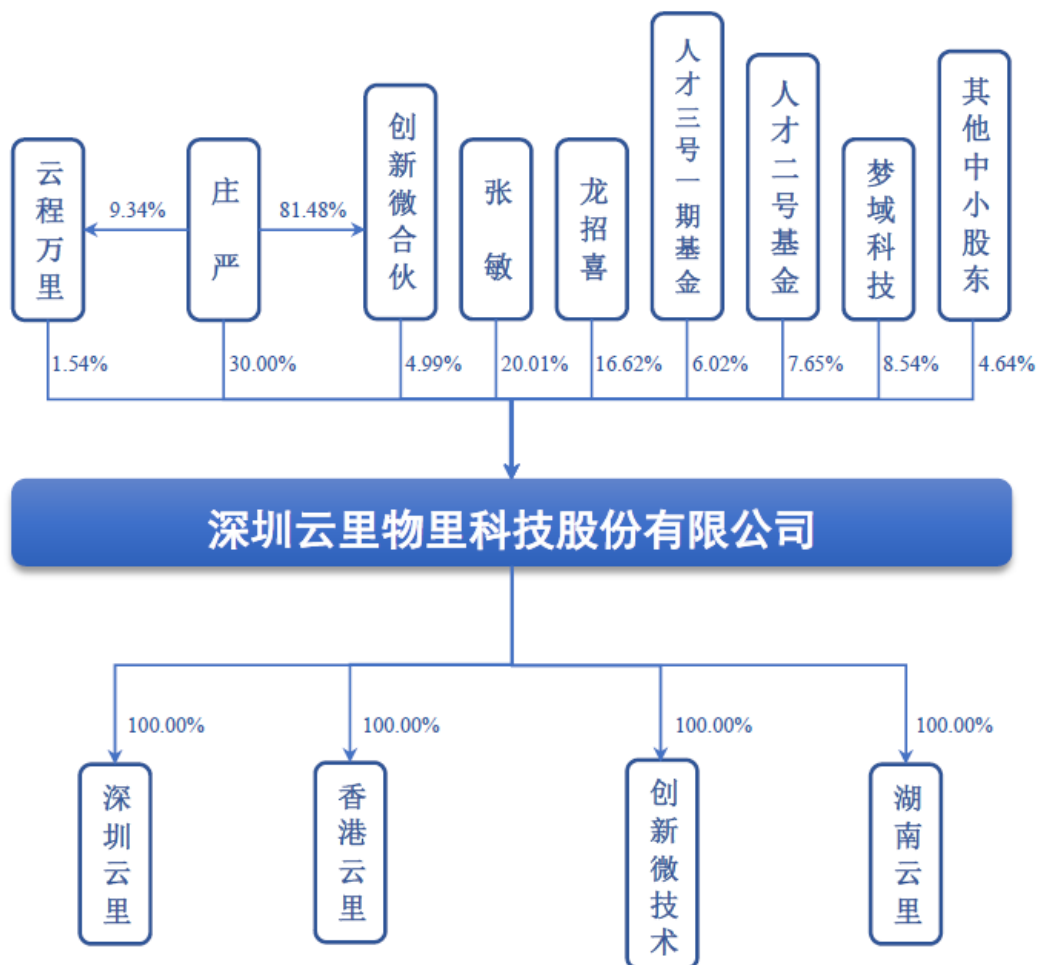 云程万里
9.34%
庄严
81.48%
创新微合伙
张敏
龙招喜
人才三号一期基金
人才二号基金
梦域科技
其他中小股东
1.54%
30.00%
4.99%
20.01%
16.62%
6.02%
7.65%
8.54%
4.64%
深圳云里物里科技股份有限公司
100.00%
100.00%
100.00%
100.00%
深圳云里
香港云里
创新微技术
湖南云里